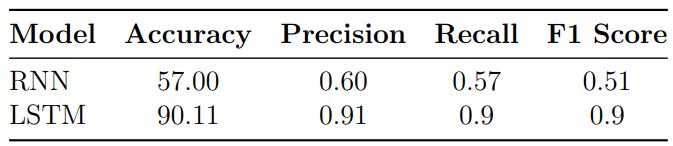 Model Accuracy Precision Recall F1 Score
RNN 57.00 0.60 0.57 0.51
LSTM 90.11 0.91 0.9 0.9